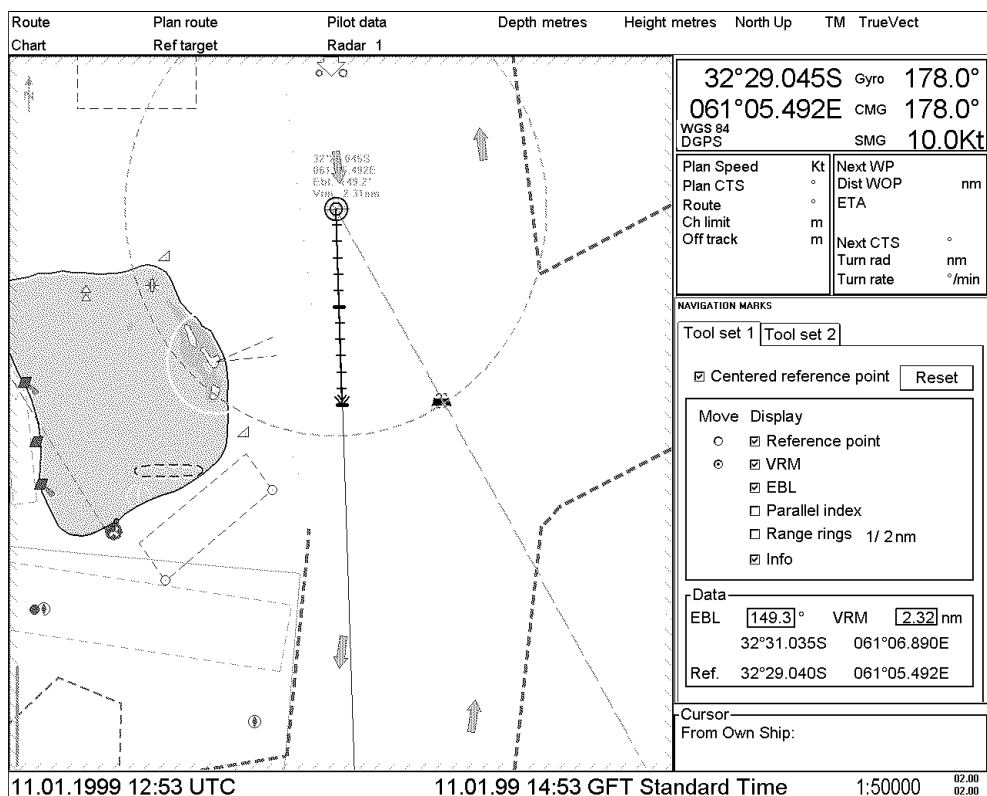 Route Plan route Pilot data Depth metres Height metres North Up TM TrueVect
Chart Ref target Radar 1
32°29.045S Gyro 178.0°
061°05.492E CMG 178.0°
WGS 84
DGPS SMG 10.0Kt
Plan Speed Kt
Plan CTS °
Route °
Ch limit m
Off track m
Next WP
Dist WOP nm
ETA
Next CTS °
Turn rad nm
Turn rate °/min
NAVIGATION MARKS
Tool set 1 Tool set 2
Centered reference point Reset
Move Display
Reference point
VRM
EBL
Parallel index
Range rings 1/ 2 nm
Info
Data
EBL 149.3 ° VRM 2.32 nm
32°31.035S 061°06.890E
Ref. 32°29.040S 061°05.492E
Cursor
From Own Ship:
Vrm 2.31nm
11.01.1999 12:53 UTC 11.01.99 14:53 GFT Standard Time 1:50000 02.00
02.00